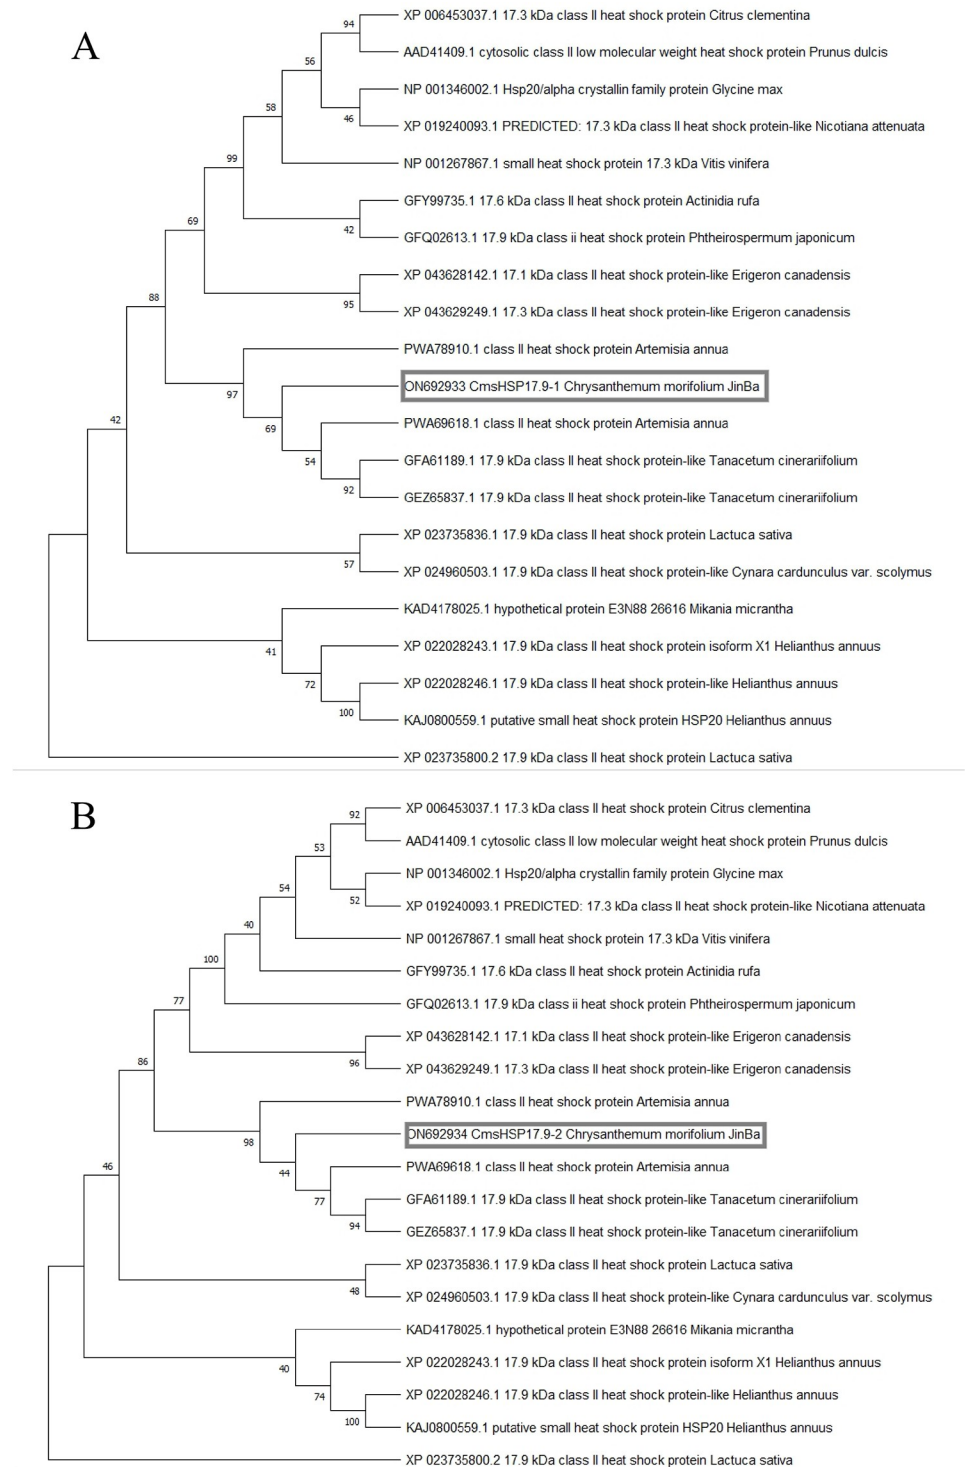 A
94
XP 006453037.1 17.3 kDa class II heat shock protein Citrus clementina
AAD41409.1 cytosolic class II low molecular weight heat shock protein Prunus dulcis
56
NP 001346002.1 Hsp20/alpha crystallin family protein Glycine max
46
XP 019240093.1 PREDICTED: 17.3 kDa class II heat shock protein-like Nicotiana attenuata
58
NP 001267867.1 small heat shock protein 17.3 kDa Vitis vinifera
99
GFY99735.1 17.6 kDa class II heat shock protein Actinidia rufa
42
GFQ02613.1 17.9 kDa class ii heat shock protein Phtheirospermum japonicum
69
XP 043628142.1 17.1 kDa class II heat shock protein-like Erigeron canadensis
95
XP 043629249.1 17.3 kDa class II heat shock protein-like Erigeron canadensis
88
PWA78910.1 class II heat shock protein Artemisia annua
97
ON692933 CmsHSP17.9-1 Chrysanthemum morifolium JinBa
69
PWA69618.1 class II heat shock protein Artemisia annua
54
GFA61189.1 17.9 kDa class II heat shock protein-like Tanacetum cinerariifolium
92
GEZ65837.1 17.9 kDa class II heat shock protein-like Tanacetum cinerariifolium
42
XP 023735836.1 17.9 kDa class II heat shock protein Lactuca sativa
57
XP 024960503.1 17.9 kDa class II heat shock protein-like Cynara cardunculus var. scolymus
KAD4178025.1 hypothetical protein E3N88 26616 Mikania micrantha
41
XP 022028243.1 17.9 kDa class II heat shock protein isoform X1 Helianthus annuus
72
XP 022028246.1 17.9 kDa class II heat shock protein-like Helianthus annuus
100
KAJ0800559.1 putative small heat shock protein HSP20 Helianthus annuus
XP 023735800.2 17.9 kDa class II heat shock protein Lactuca sativa
B
92
XP 006453037.1 17.3 kDa class II heat shock protein Citrus clementina
AAD41409.1 cytosolic class II low molecular weight heat shock protein Prunus dulcis
53
NP 001346002.1 Hsp20/alpha crystallin family protein Glycine max
52
XP 019240093.1 PREDICTED: 17.3 kDa class II heat shock protein-like Nicotiana attenuata
54
NP 001267867.1 small heat shock protein 17.3 kDa Vitis vinifera
40
GFY99735.1 17.6 kDa class II heat shock protein Actinidia rufa
100
GFQ02613.1 17.9 kDa class ii heat shock protein Phtheirospermum japonicum
77
XP 043628142.1 17.1 kDa class II heat shock protein-like Erigeron canadensis
96
XP 043629249.1 17.3 kDa class II heat shock protein-like Erigeron canadensis
86
PWA78910.1 class II heat shock protein Artemisia annua
98
ON692934 CmsHSP17.9-2 Chrysanthemum morifolium JinBa
44
PWA69618.1 class II heat shock protein Artemisia annua
77
GFA61189.1 17.9 kDa class II heat shock protein-like Tanacetum cinerariifolium
94
GEZ65837.1 17.9 kDa class II heat shock protein-like Tanacetum cinerariifolium
46
XP 023735836.1 17.9 kDa class II heat shock protein Lactuca sativa
48
XP 024960503.1 17.9 kDa class II heat shock protein-like Cynara cardunculus var. scolymus
KAD4178025.1 hypothetical protein E3N88 26616 Mikania micrantha
40
XP 022028243.1 17.9 kDa class II heat shock protein isoform X1 Helianthus annuus
74
XP 022028246.1 17.9 kDa class II heat shock protein-like Helianthus annuus
100
KAJ0800559.1 putative small heat shock protein HSP20 Helianthus annuus
XP 023735800.2 17.9 kDa class II heat shock protein Lactuca sativa